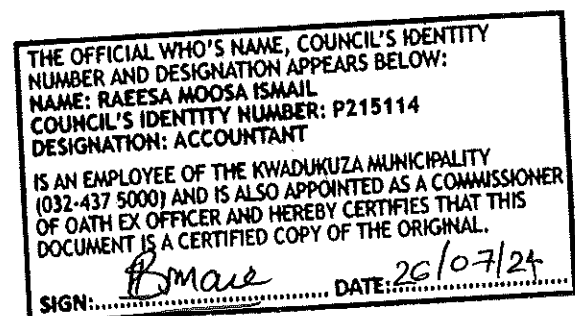 THE OFFICIAL WHO'S NAME, COUNCIL'S IDENTITY
NUMBER AND DESIGNATION APPEARS BELOW:
NAME: RAEESA MOOSA ISMAIL
COUNCIL'S IDENTITY NUMBER: P215114
DESIGNATION: ACCOUNTANT
IS AN EMPLOYEE OF THE KWADUKUZA MUNICIPALITY
(032-437 5000) AND IS ALSO APPOINTED AS A COMMISSIONER
OF OATH EX OFFICER AND HEREBY CERTIFIES THAT THIS
DOCUMENT IS A CERTIFIED COPY OF THE ORIGINAL.
SIGN:.................... DATE:26/07/24